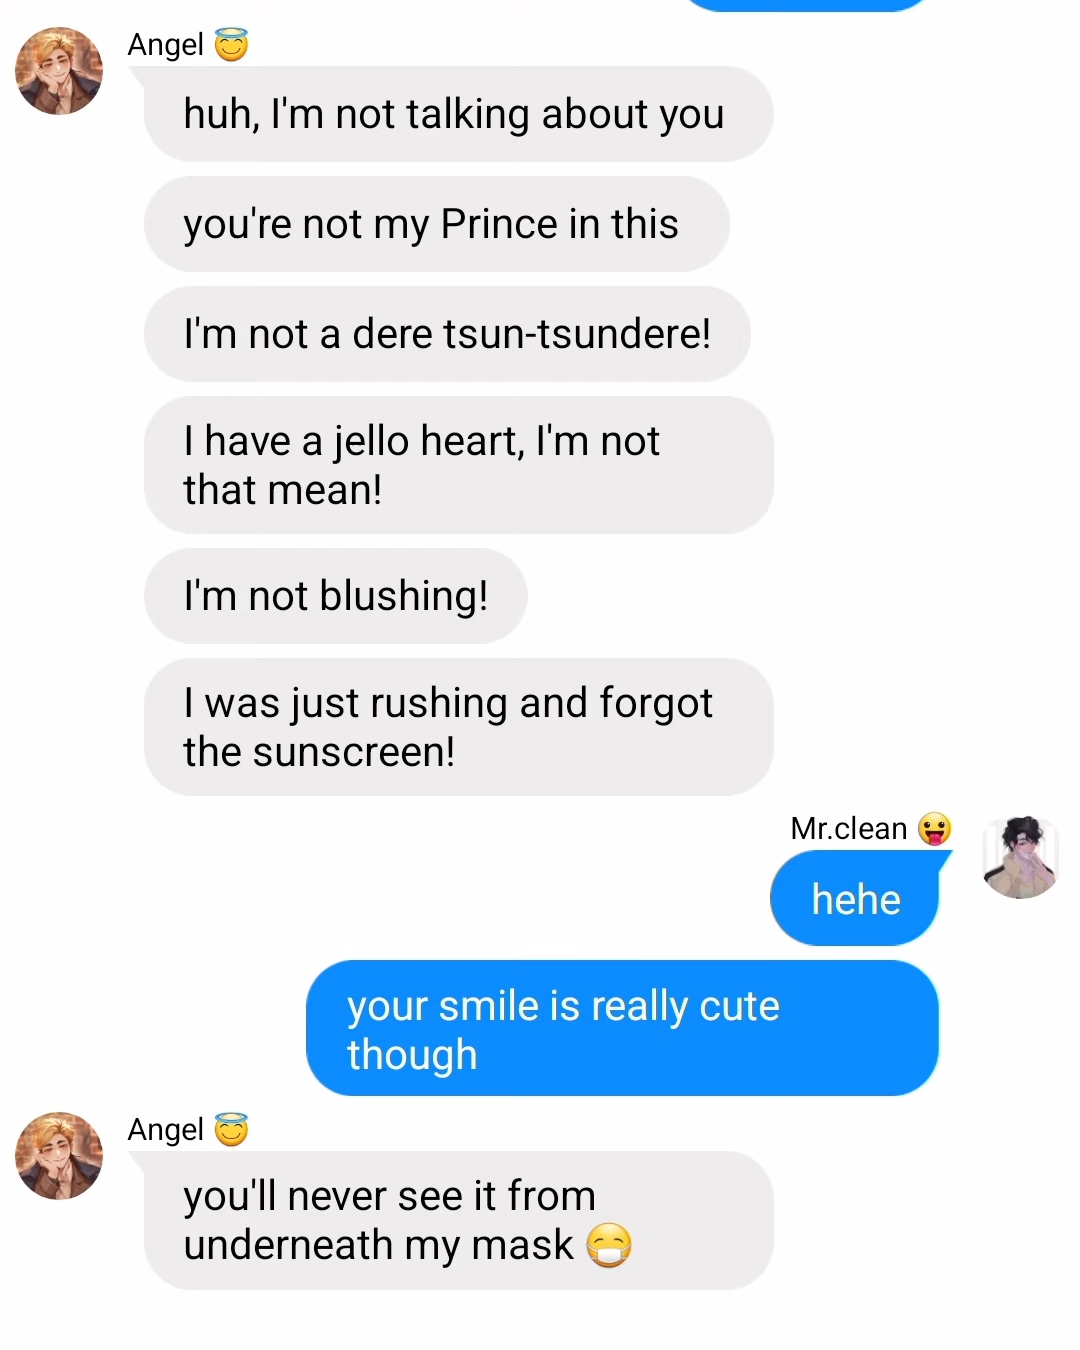 Angel 😇
huh, I'm not talking about you
you're not my Prince in this
I'm not a dere tsun-tsundere!
I have a jello heart, I'm not
that mean!
I'm not blushing!
I was just rushing and forgot
the sunscreen!
Mr.clean 😛
hehe
your smile is really cute
though
Angel 😇
you'll never see it from
underneath my mask 😷